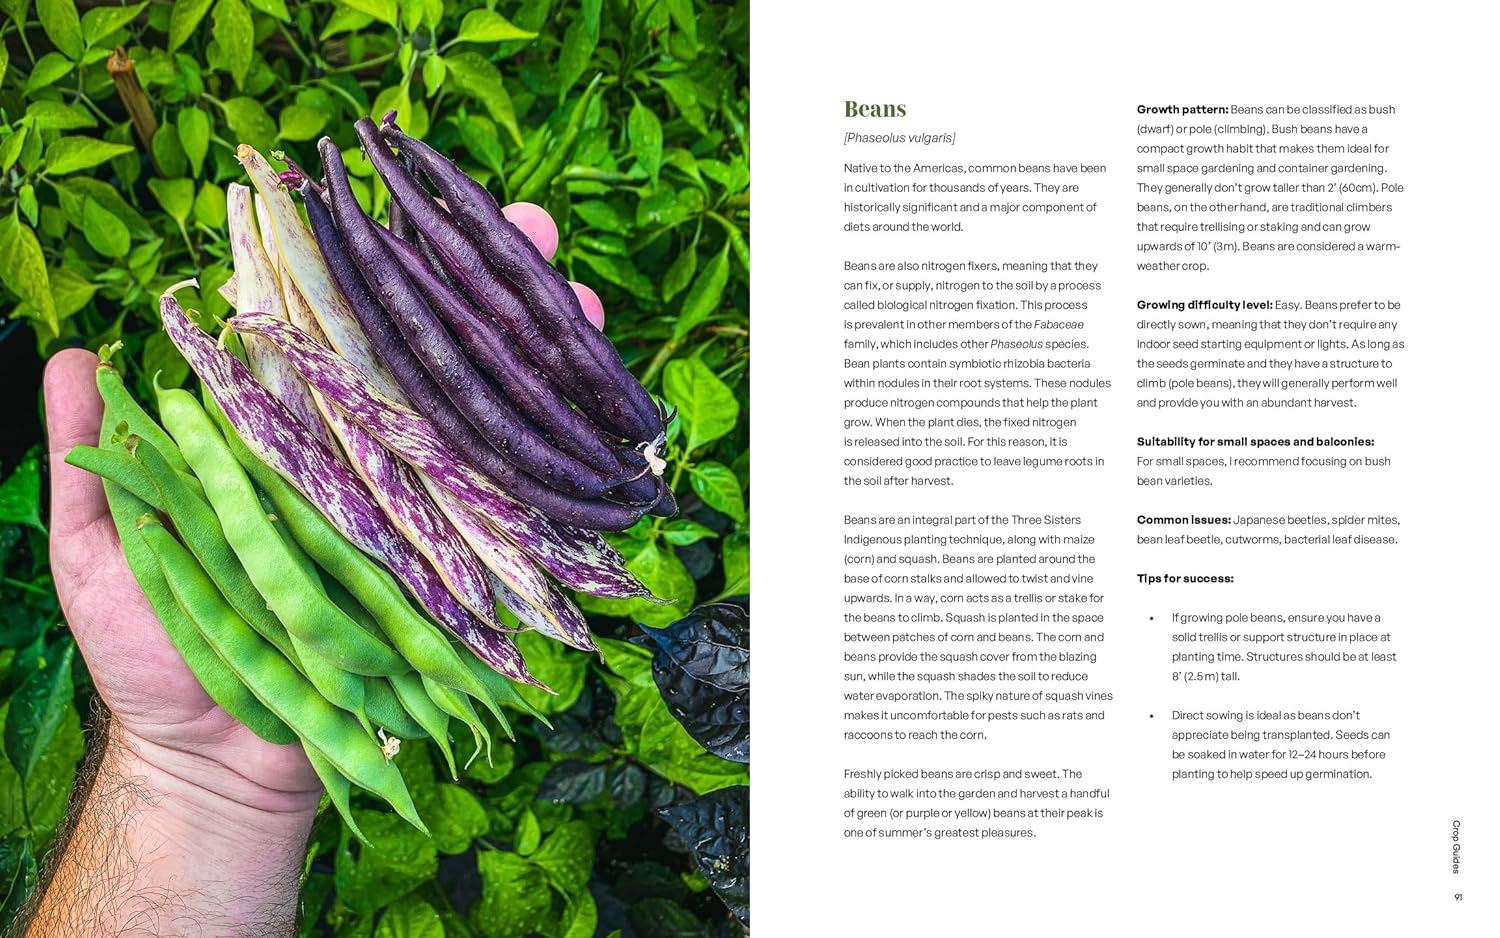 Beans
[Phaseolus vulgaris]
Native to the Americas, common beans have been
in cultivation for thousands of years. They are
historically significant and a major component of
diets around the world.
Beans are also nitrogen fixers, meaning that they
can fix, or supply, nitrogen to the soil by a process
called biological nitrogen fixation. This process
is prevalent in other members of the Fabaceae
family, which includes other Phaseolus species.
Bean plants contain symbiotic rhizobia bacteria
within nodules in their root systems. These nodules
produce nitrogen compounds that help the plant
grow. When the plant dies, the fixed nitrogen
is released into the soil. For this reason, it is
considered good practice to leave legume roots in
the soil after harvest.
Beans are an integral part of the Three Sisters
Indigenous planting technique, along with maize
(corn) and squash. Beans are planted around the
base of corn stalks and allowed to twist and vine
upwards. In a way, corn acts as a trellis or stake for
the beans to climb. Squash is planted in the space
between patches of corn and beans. The corn and
beans provide the squash cover from the blazing
sun, while the squash shades the soil to reduce
water evaporation. The spiky nature of squash vines
makes it uncomfortable for pests such as rats and
raccoons to reach the corn.
Freshly picked beans are crisp and sweet. The
ability to walk into the garden and harvest a handful
of green (or purple or yellow) beans at their peak is
one of summer's greatest pleasures.
Growth pattern: Beans can be classified as bush
(dwarf) or pole (climbing). Bush beans have a
compact growth habit that makes them ideal for
small space gardening and container gardening.
They generally don't grow taller than 2' (60cm). Pole
beans, on the other hand, are traditional climbers
that require trellising or staking and can grow
upwards of 10' (3m). Beans are considered a warm-
weather crop.
Growing difficulty level: Easy. Beans prefer to be
directly sown, meaning that they don't require any
indoor seed starting equipment or lights. As long as
the seeds germinate and they have a structure to
climb (pole beans), they will generally perform well
and provide you with an abundant harvest.
Suitability for small spaces and balconies:
For small spaces, I recommend focusing on bush
bean varieties.
Common issues: Japanese beetles, spider mites,
bean leaf beetle, cutworms, bacterial leaf disease.
Tips for success:
• If growing pole beans, ensure you have a
solid trellis or support structure in place at
planting time. Structures should be at least
8' (2.5 m) tall.
• Direct sowing is ideal as beans don't
appreciate being transplanted. Seeds can
be soaked in water for 12–24 hours before
planting to help speed up germination.
Crop Guides
91